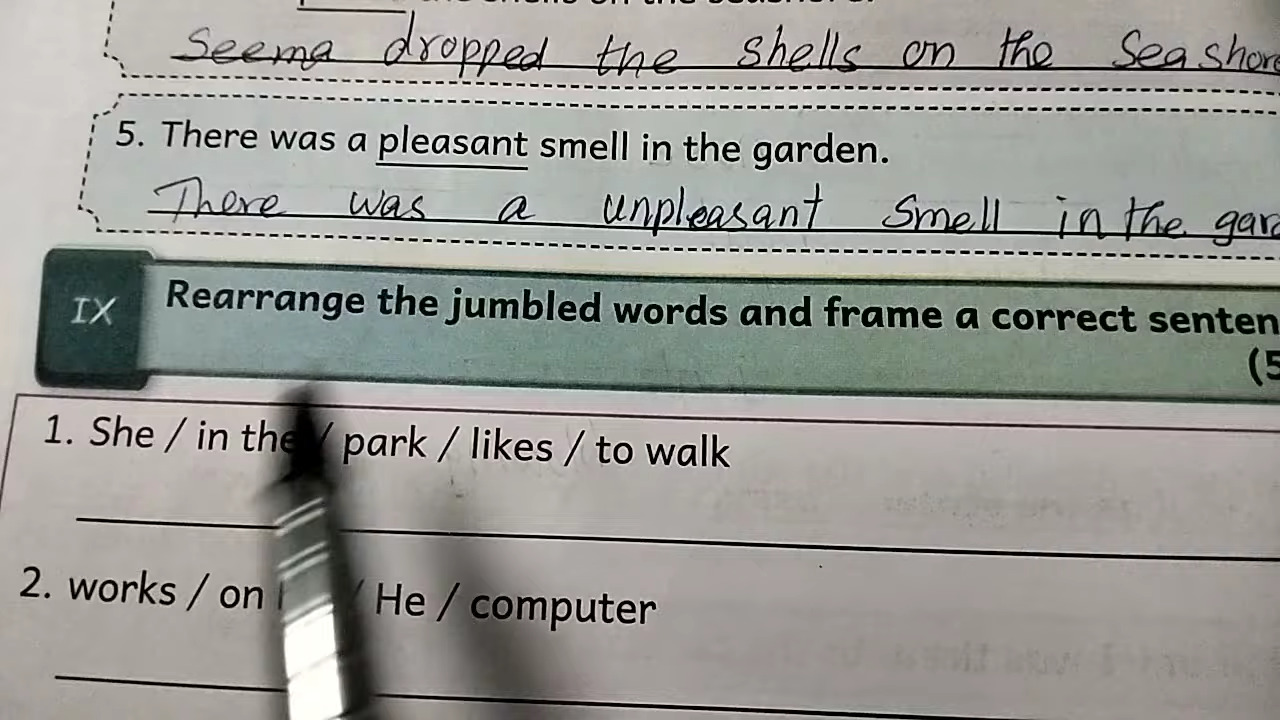 Seema dropped the shells on the Seashore
5. There was a pleasant smell in the garden.
There was a unpleasant smell in the gard
IX
Rearrange the jumbled words and frame a correct senten
(5
1. She / in the / park / likes / to walk
2. works / on / He / computer